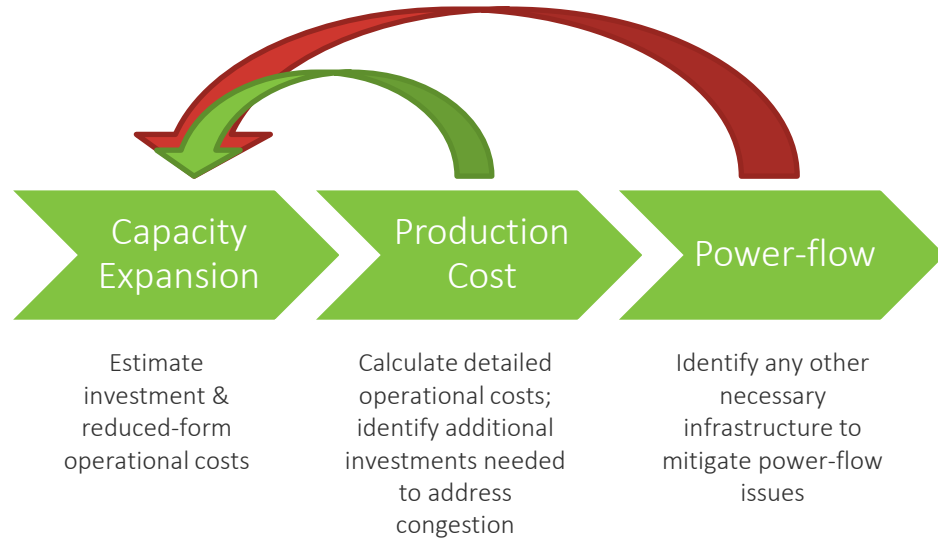 Capacity
Expansion
Production
Cost
Power-flow
Estimate
investment &
reduced-form
operational costs
Calculate detailed
operational costs;
identify additional
investments needed
to address
congestion
Identify any other
necessary
infrastructure to
mitigate power-flow
issues